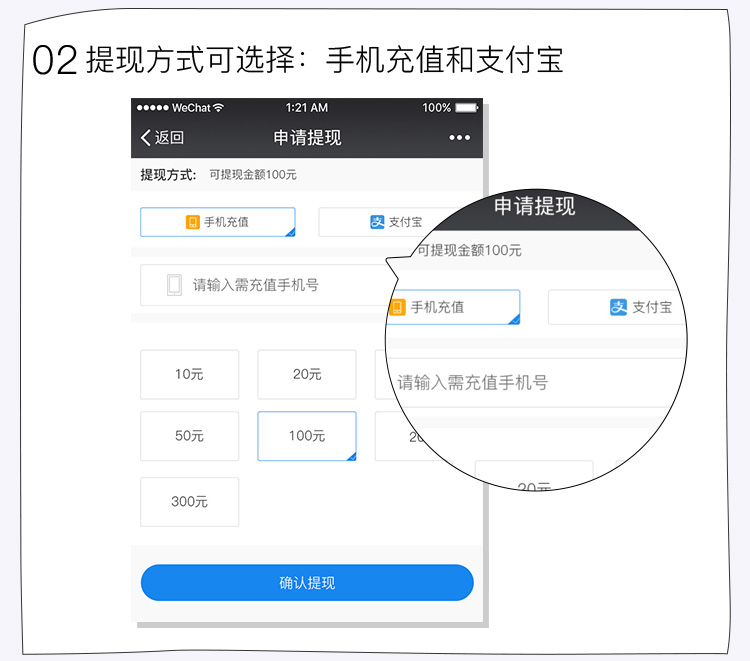 02 提现方式可选择：手机充值和支付宝
WeChat 1:21 AM 100%
返回 申请提现
提现方式: 可提现金额100元
手机充值 支付宝
请输入需充值手机号
10元 20元
50元 100元
300元
确认提现
申请提现
可提现金额100元
手机充值 支付宝
请输入需充值手机号
20元